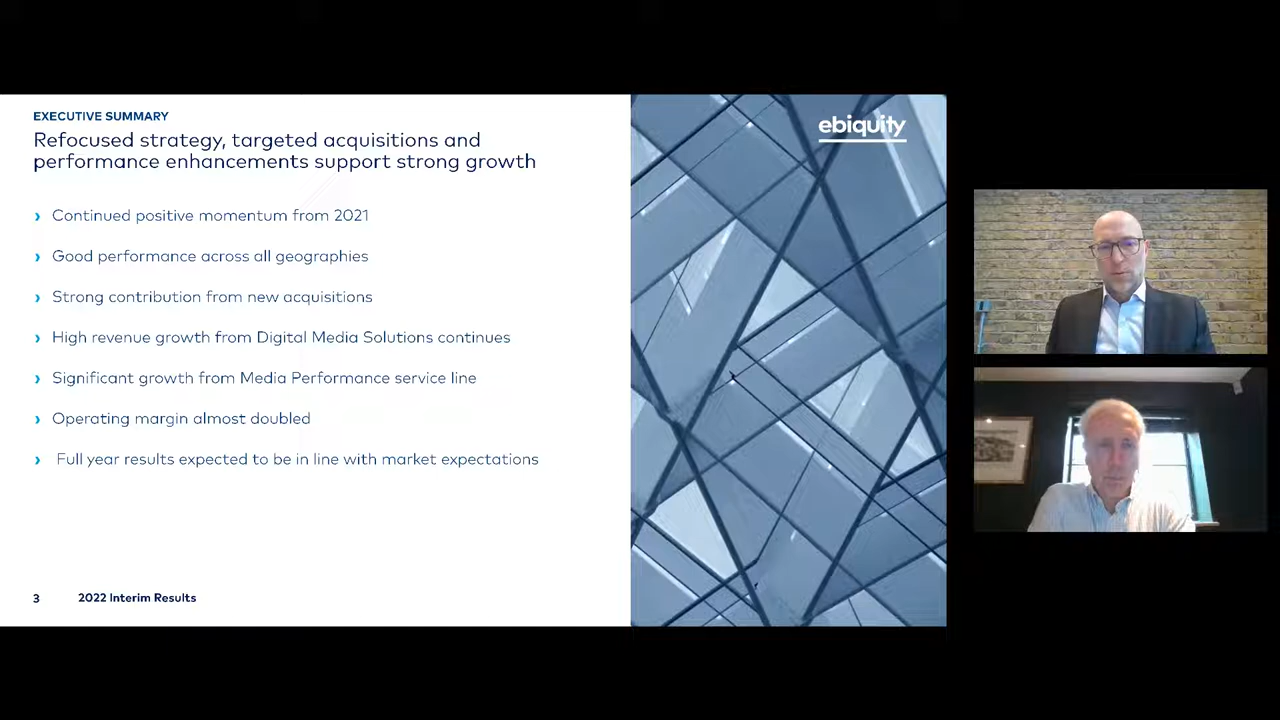 EXECUTIVE SUMMARY
Refocused strategy, targeted acquisitions and
performance enhancements support strong growth
› Continued positive momentum from 2021
› Good performance across all geographies
› Strong contribution from new acquisitions
› High revenue growth from Digital Media Solutions continues
› Significant growth from Media Performance service line
› Operating margin almost doubled
› Full year results expected to be in line with market expectations
3 2022 Interim Results
ebiquity